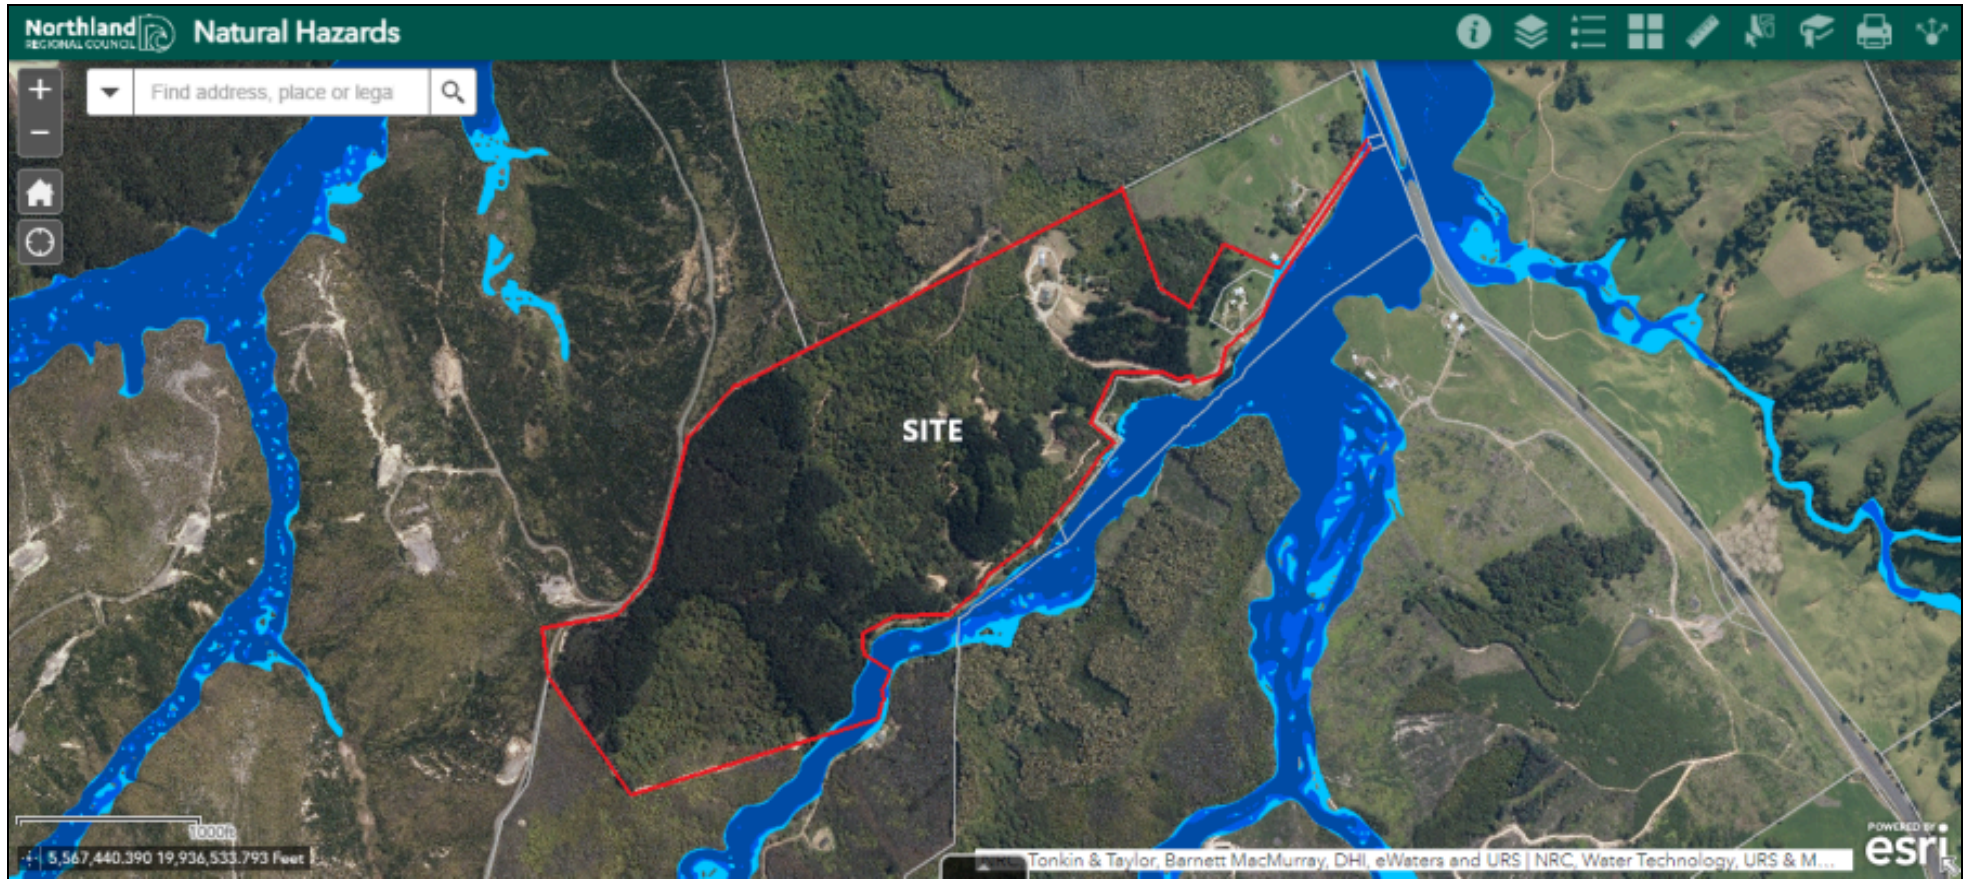 Northland
REGIONAL COUNCIL
Natural Hazards
+
Find address, place or lega
−
SITE
1000ft
5,567,440.390 19,936,533.793 Feet
Tonkin & Taylor, Barnett MacMurray, DHI, eWaters and URS | NRC, Water Technology, URS & M...
POWERED BY
esri